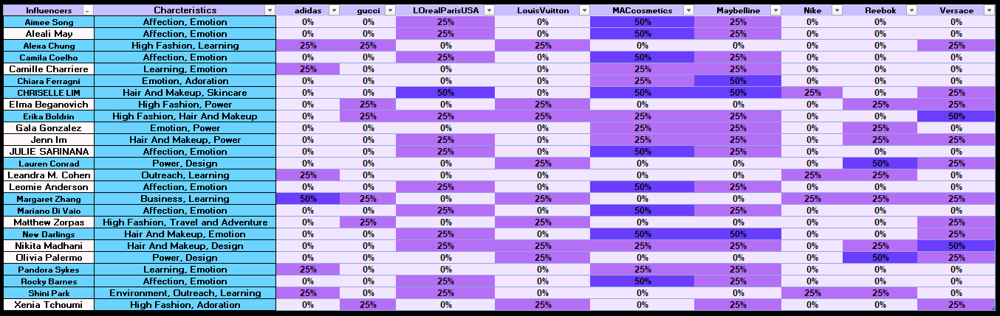 Influencers Charcteristics adidas gucci LOrealParisUSA LouisVuitton MACcosmetics Maybelline Nike Reebok Versace
Aimee Song Affection, Emotion 0% 0% 25% 0% 50% 25% 0% 0% 0%
Aleali May Affection, Emotion 0% 0% 25% 0% 50% 25% 0% 0% 0%
Alexa Chung High Fashion, Learning 25% 25% 0% 25% 0% 0% 0% 0% 25%
Camila Coelho Affection, Emotion 0% 0% 25% 0% 50% 25% 0% 0% 0%
Camille Charriere Learning, Emotion 25% 0% 0% 0% 25% 25% 0% 0% 0%
Chiara Ferragni Emotion, Adoration 0% 0% 0% 0% 25% 50% 0% 0% 0%
CHRISELLE LIM Hair And Makeup, Skincare 0% 0% 50% 0% 50% 50% 25% 0% 25%
Elma Beganovich High Fashion, Power 0% 25% 0% 25% 0% 0% 0% 25% 25%
Erika Boldrin High Fashion, Hair And Makeup 0% 25% 25% 25% 25% 25% 0% 0% 50%
Gala Gonzalez Emotion, Power 0% 0% 0% 0% 25% 25% 0% 25% 0%
Jenn Im Hair And Makeup, Power 0% 0% 25% 0% 25% 25% 0% 25% 25%
JULIE SARINANA Affection, Emotion 0% 0% 25% 0% 50% 25% 0% 0% 0%
Lauren Conrad Power, Design 0% 0% 0% 25% 0% 0% 0% 50% 25%
Leandra M. Cohen Outreach, Learning 25% 0% 0% 0% 0% 0% 25% 25% 0%
Leomie Anderson Affection, Emotion 0% 0% 25% 0% 50% 25% 0% 0% 0%
Margaret Zhang Business, Learning 50% 25% 0% 25% 0% 0% 25% 25% 25%
Mariano Di Vaio Affection, Emotion 0% 0% 25% 0% 50% 25% 0% 0% 0%
Matthew Zorpas High Fashion, Travel and Adventure 0% 25% 0% 25% 0% 0% 0% 0% 25%
New Darlings Hair And Makeup, Emotion 0% 0% 25% 0% 50% 50% 0% 0% 25%
Nikita Madhani Hair And Makeup, Design 0% 0% 25% 25% 25% 25% 0% 25% 50%
Olivia Palermo Power, Design 0% 0% 0% 25% 0% 0% 0% 50% 25%
Pandora Sykes Learning, Emotion 25% 0% 0% 0% 25% 25% 0% 0% 0%
Rocky Barnes Affection, Emotion 0% 0% 25% 0% 50% 25% 0% 0% 0%
Shini Park Environment, Outreach, Learning 25% 0% 0% 0% 0% 0% 25% 25% 0%
Xenia Tchoumi High Fashion, Adoration 0% 25% 0% 25% 0% 25% 0% 0% 25%